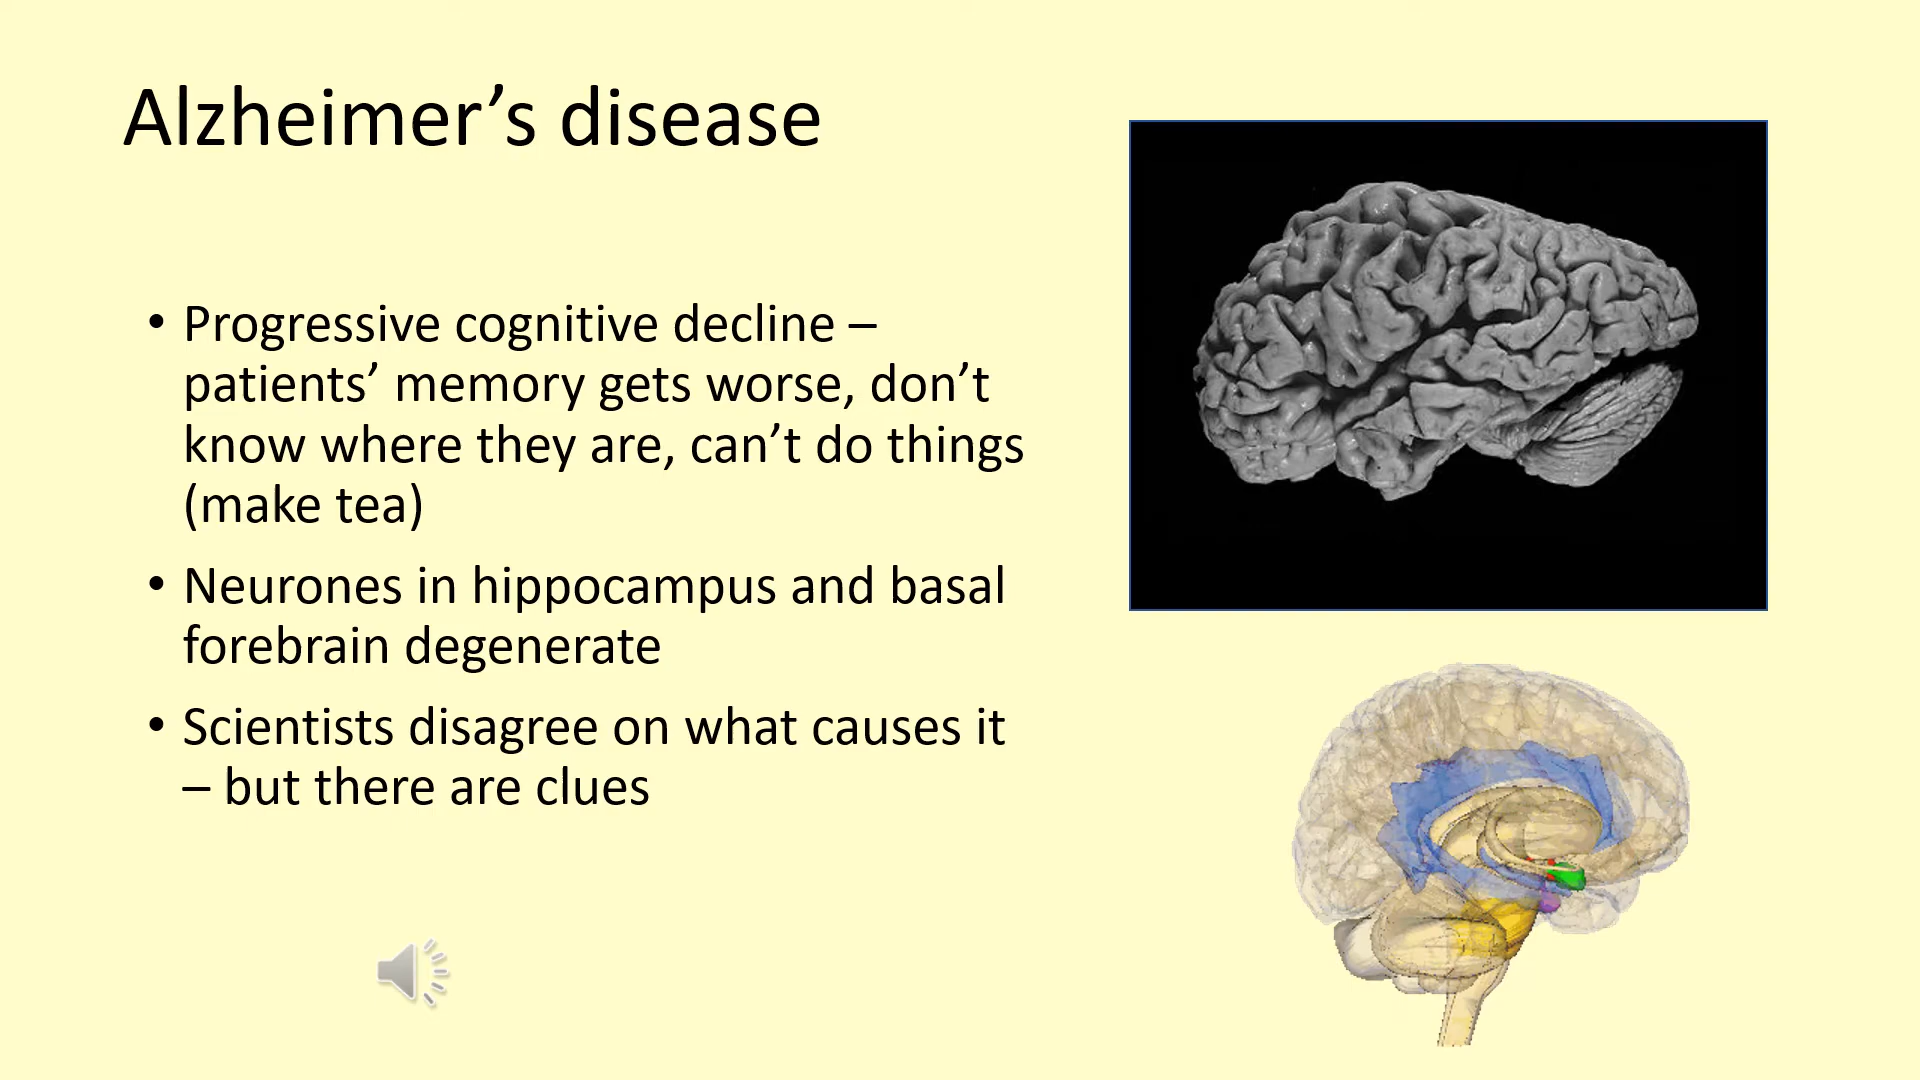 Alzheimer’s disease
• Progressive cognitive decline –
patients’ memory gets worse, don’t
know where they are, can’t do things
(make tea)
• Neurones in hippocampus and basal
forebrain degenerate
• Scientists disagree on what causes it
– but there are clues